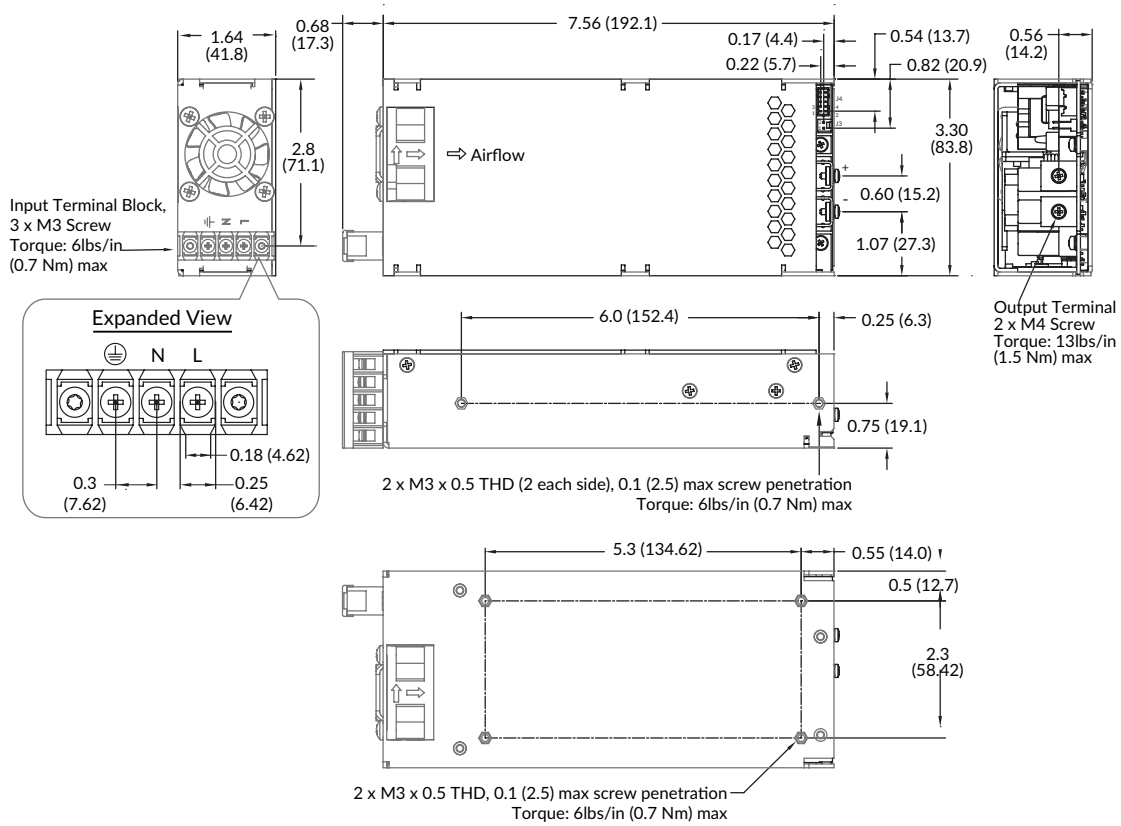 0.68
(17.3)
7.56 (192.1)
1.64
(41.8)
0.17 (4.4)
0.54 (13.7)
0.56
(14.2)
0.22 (5.7)
0.82 (20.9)
2.8
(71.1)
J4
J3
3.30
(83.8)
Airflow
+
0.60 (15.2)
-
1.07 (27.3)
Input Terminal Block,
3 x M3 Screw
Torque: 6lbs/in
(0.7 Nm) max
N L
Output Terminal
2 x M4 Screw
Torque: 13lbs/in
(1.5 Nm) max
Expanded View
N L
0.18 (4.62)
0.3
(7.62)
0.25
(6.42)
6.0 (152.4)
0.25 (6.3)
0.75 (19.1)
2 x M3 x 0.5 THD (2 each side), 0.1 (2.5) max screw penetration
Torque: 6lbs/in (0.7 Nm) max
5.3 (134.62)
0.55 (14.0)
0.5 (12.7)
2.3
(58.42)
2 x M3 x 0.5 THD, 0.1 (2.5) max screw penetration
Torque: 6lbs/in (0.7 Nm) max